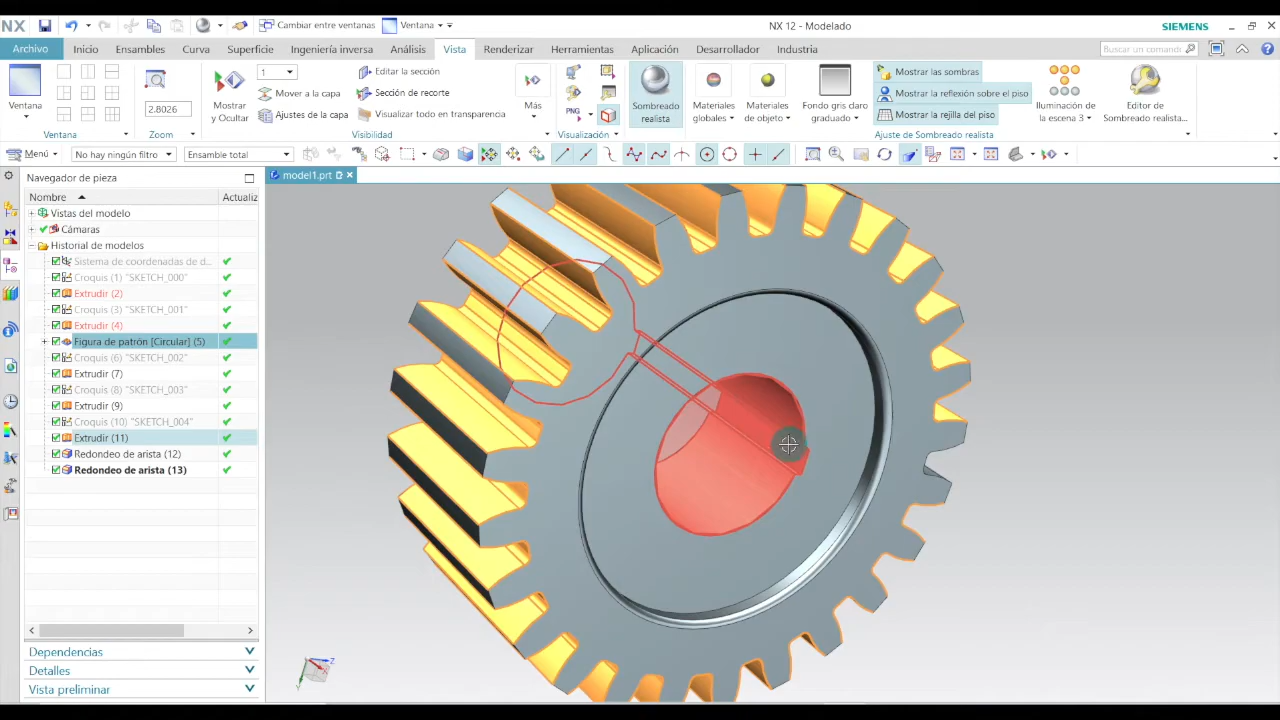 NX
Cambiar entre ventanas
Ventana
NX 12 - Modelado
SIEMENS
Archivo
Inicio
Ensambles
Curva
Superficie
Ingeniería inversa
Análisis
Vista
Renderizar
Herramientas
Aplicación
Desarrollador
Industria
Buscar un comando
Ventana
2.8026
Mostrar
y Ocultar
1
Mover a la capa
Ajustes de la capa
Editar la sección
Sección de recorte
Visualizar todo en transparente
Más
PNG
Sombreado
realista
Materiales
globales
Materiales
de objeto
Fondo gris daro
graduado
Mostrar las sombras
Mostrar la reflexión sobre el piso
Mostrar la rejilla del piso
Iluminación de
la escena 3
Editor de
Sombreado realista...
Ventana
Zoom
Visibilidad
Visualización
Ajuste de Sombreado realista
Menú
No hay ningún filtro
Ensamble total
Navegador de pieza
model1.prt
Nombre
Actualiz
Vistas del modelo
Cámaras
Historial de modelos
Sistema de coordenadas de d...
Croquis (1) "SKETCH_000"
Extrudir (2)
Croquis (3) "SKETCH_001"
Extrudir (4)
Figura de patrón [Circular] (5)
Croquis (6) "SKETCH_002"
Extrudir (7)
Croquis (8) "SKETCH_003"
Extrudir (9)
Croquis (10) "SKETCH_004"
Extrudir (11)
Redondeo de arista (12)
Redondeo de arista (13)
Dependencias
Detalles
Vista preliminar
Z